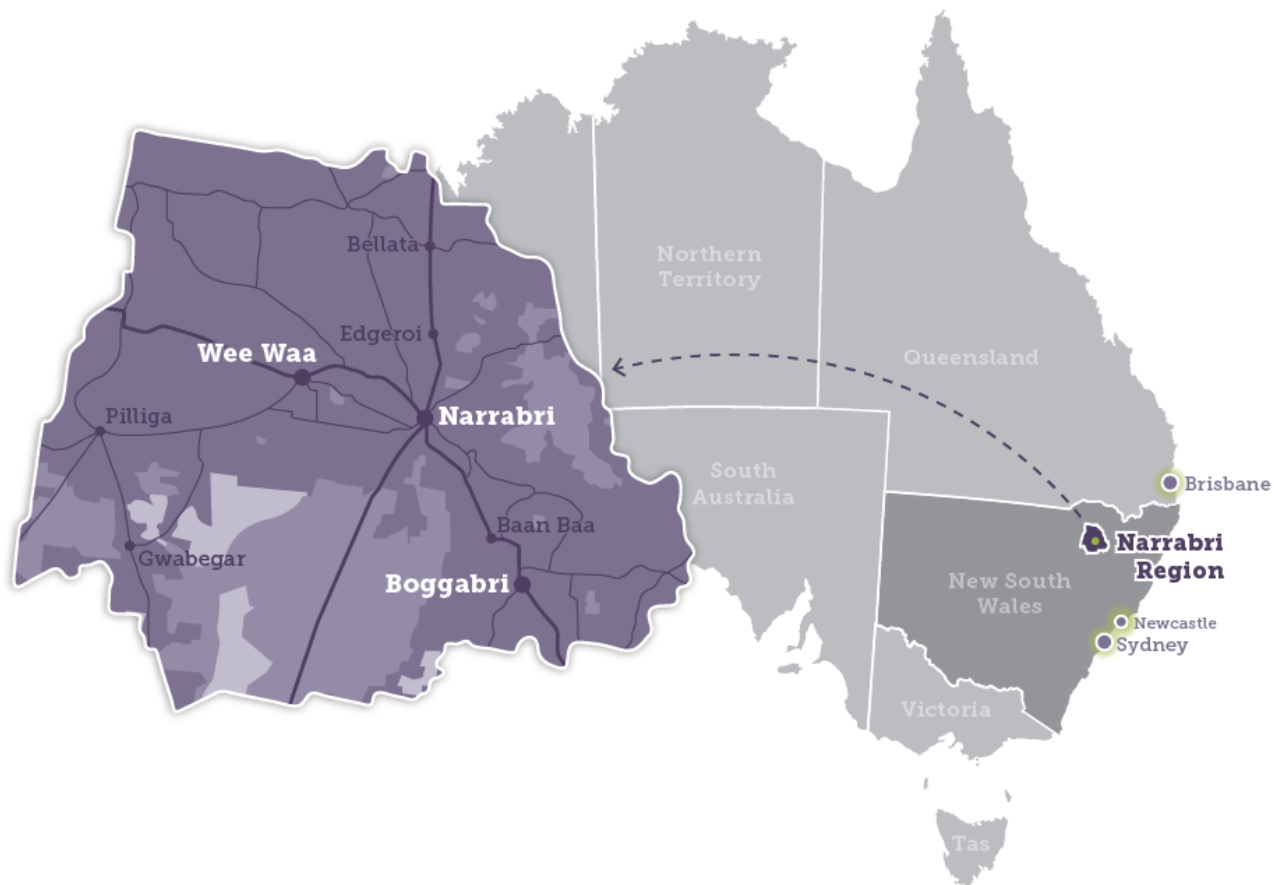 Bellata
Edgeroi
Wee Waa
Narrabri
Pilliga
Baan Baa
Gwabegar
Boggabri
Northern
Territory
Queensland
South
Australia
Brisbane
Narrabri
Region
New South
Wales
Newcastle
Sydney
Victoria
Tas